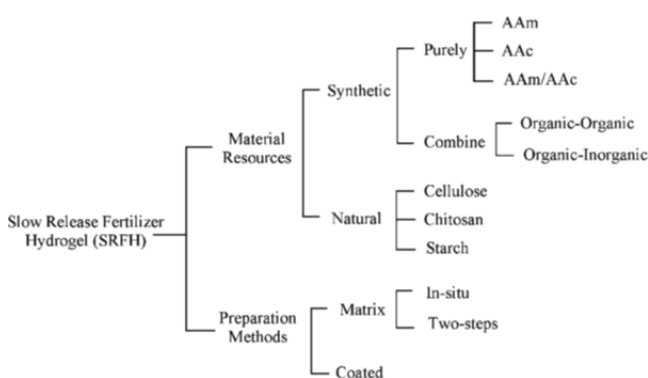 AAm
Purely
AAc
AAm/AAc
Synthetic
Organic-Organic
Combine
Organic-Inorganic
Material
Resources
Cellulose
Natural
Chitosan
Starch
Slow Release Fertilizer
Hydrogel (SRFH)
In-situ
Matrix
Two-steps
Preparation
Methods
Coated